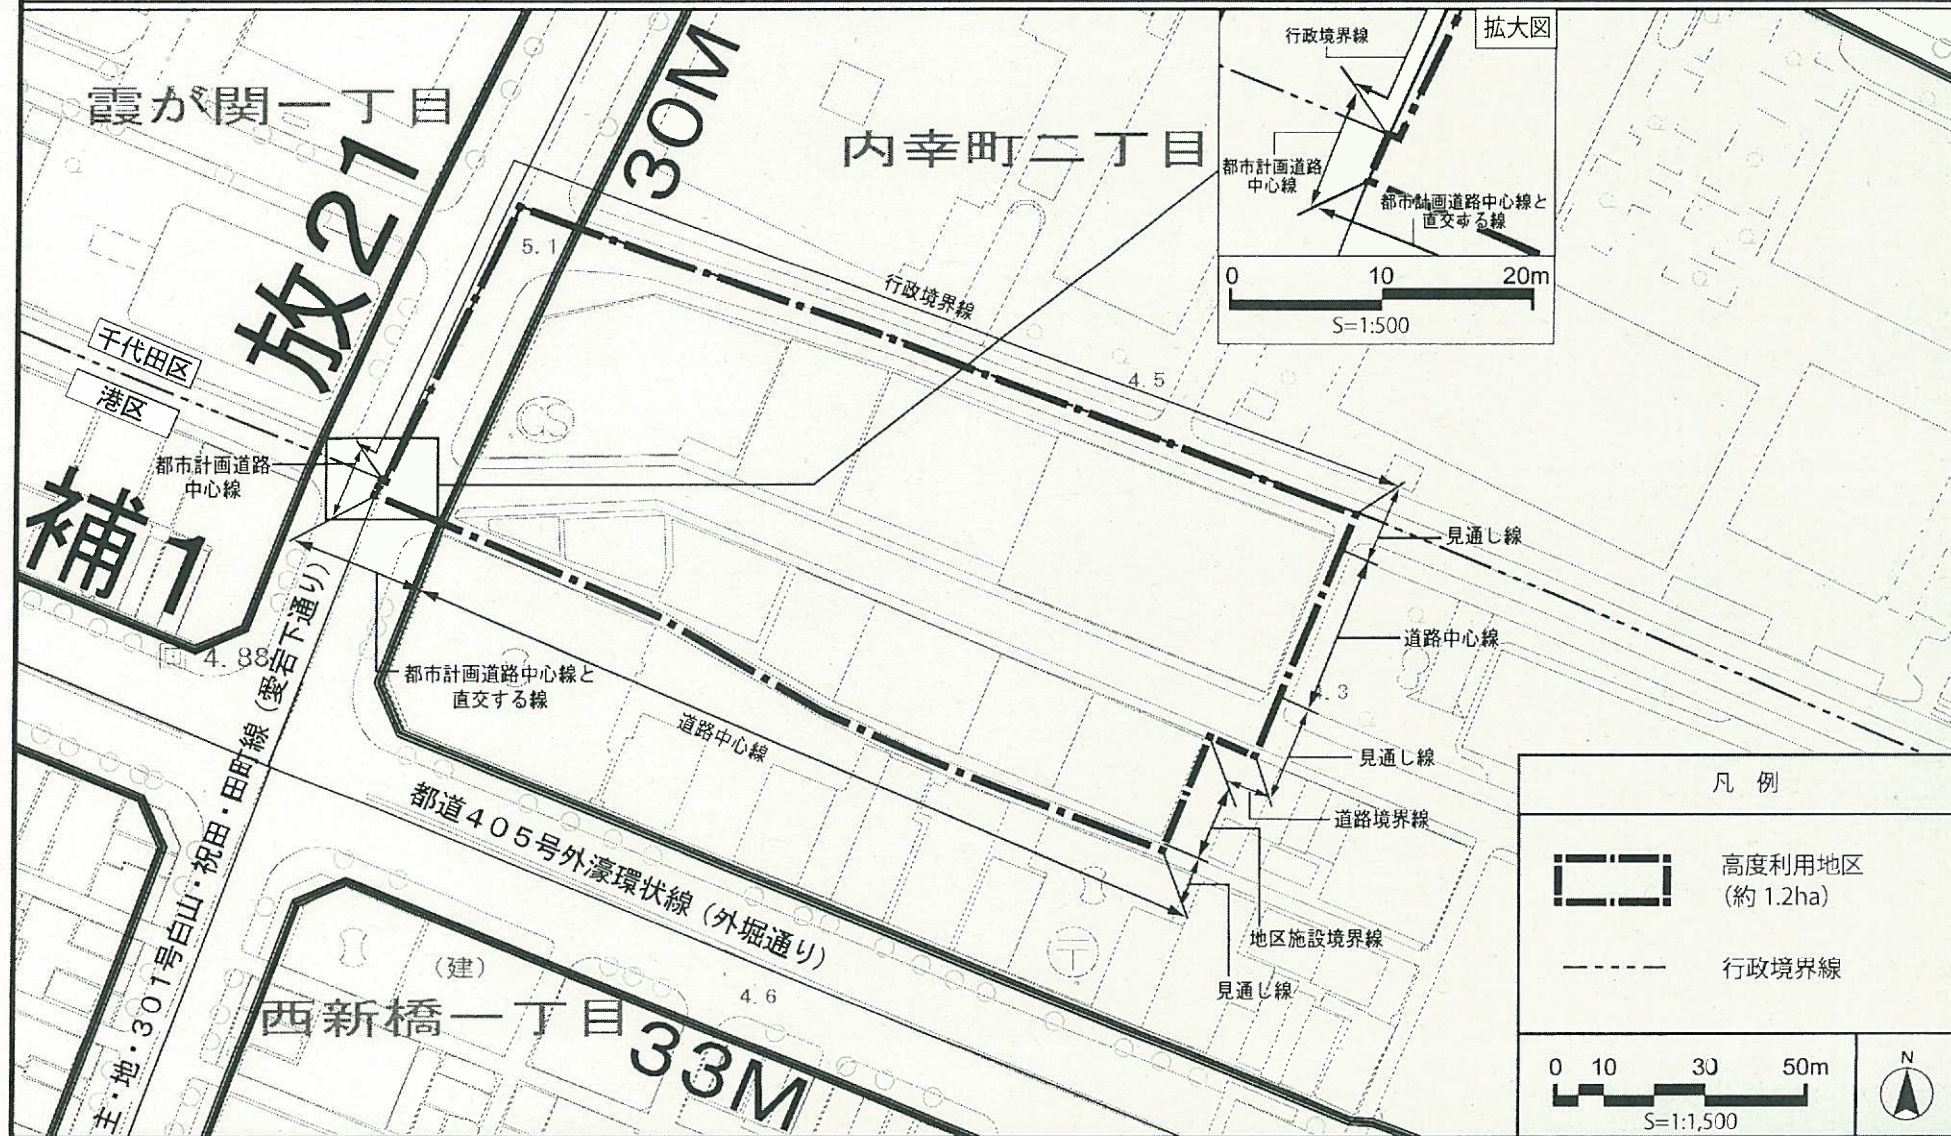 霞が関一丁目
放21
30M
内幸町二丁目
拡大図
行政境界線
都市計画道路
中心線
都市計画道路中心線と
直交する線
0 10 20m
S=1:500
5.1
行政境界線
4.5
千代田区
港区
都市計画道路
中心線
補1
GS
見通し線
道路中心線
4.3
見通し線
道路境界線
4.88
都市計画道路中心線と
直交する線
道路中心線
主・地・301号白山・祝田・田町線(愛宕下通り)
都道405号外濠環状線(外堀通り)
地区施設境界線
見通し線
(建)
西新橋一丁目
4.6
33M
凡 例
高度利用地区
(約 1.2ha)
行政境界線
0 10 30 50m
S=1:1,500
N